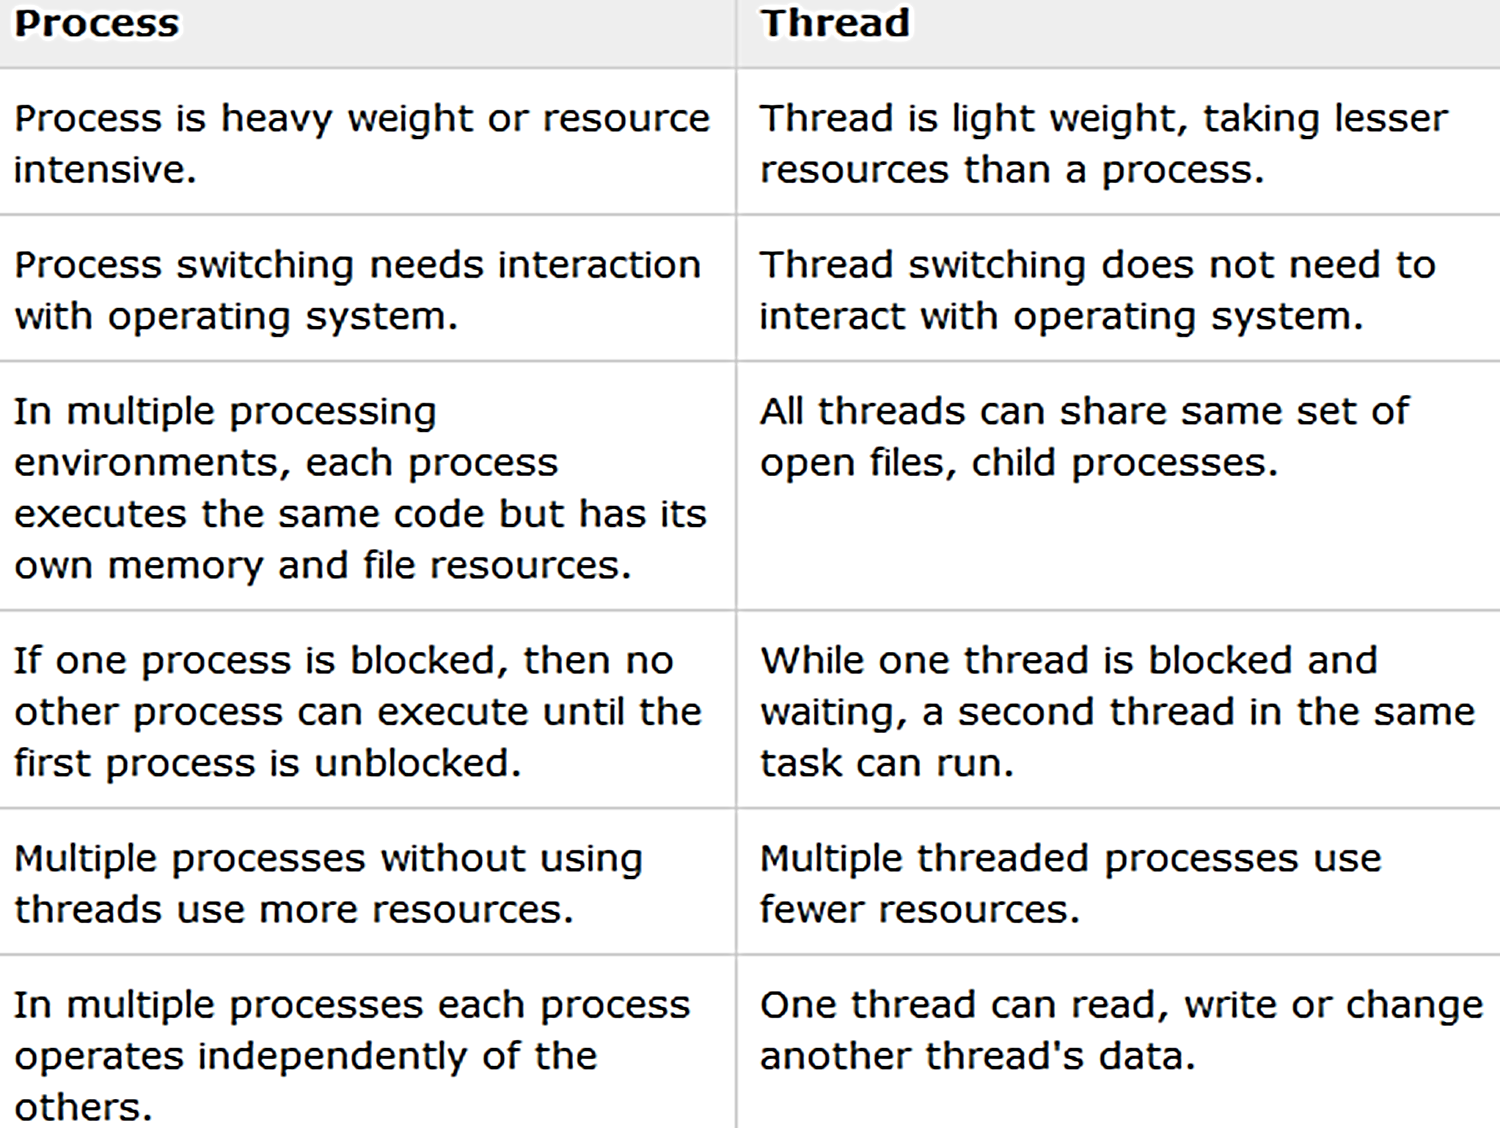 Process
Thread
Process is heavy weight or resource
intensive.
Thread is light weight, taking lesser
resources than a process.
Process switching needs interaction
with operating system.
Thread switching does not need to
interact with operating system.
In multiple processing
environments, each process
executes the same code but has its
own memory and file resources.
All threads can share same set of
open files, child processes.
If one process is blocked, then no
other process can execute until the
first process is unblocked.
While one thread is blocked and
waiting, a second thread in the same
task can run.
Multiple processes without using
threads use more resources.
Multiple threaded processes use
fewer resources.
In multiple processes each process
operates independently of the
others.
One thread can read, write or change
another thread's data.